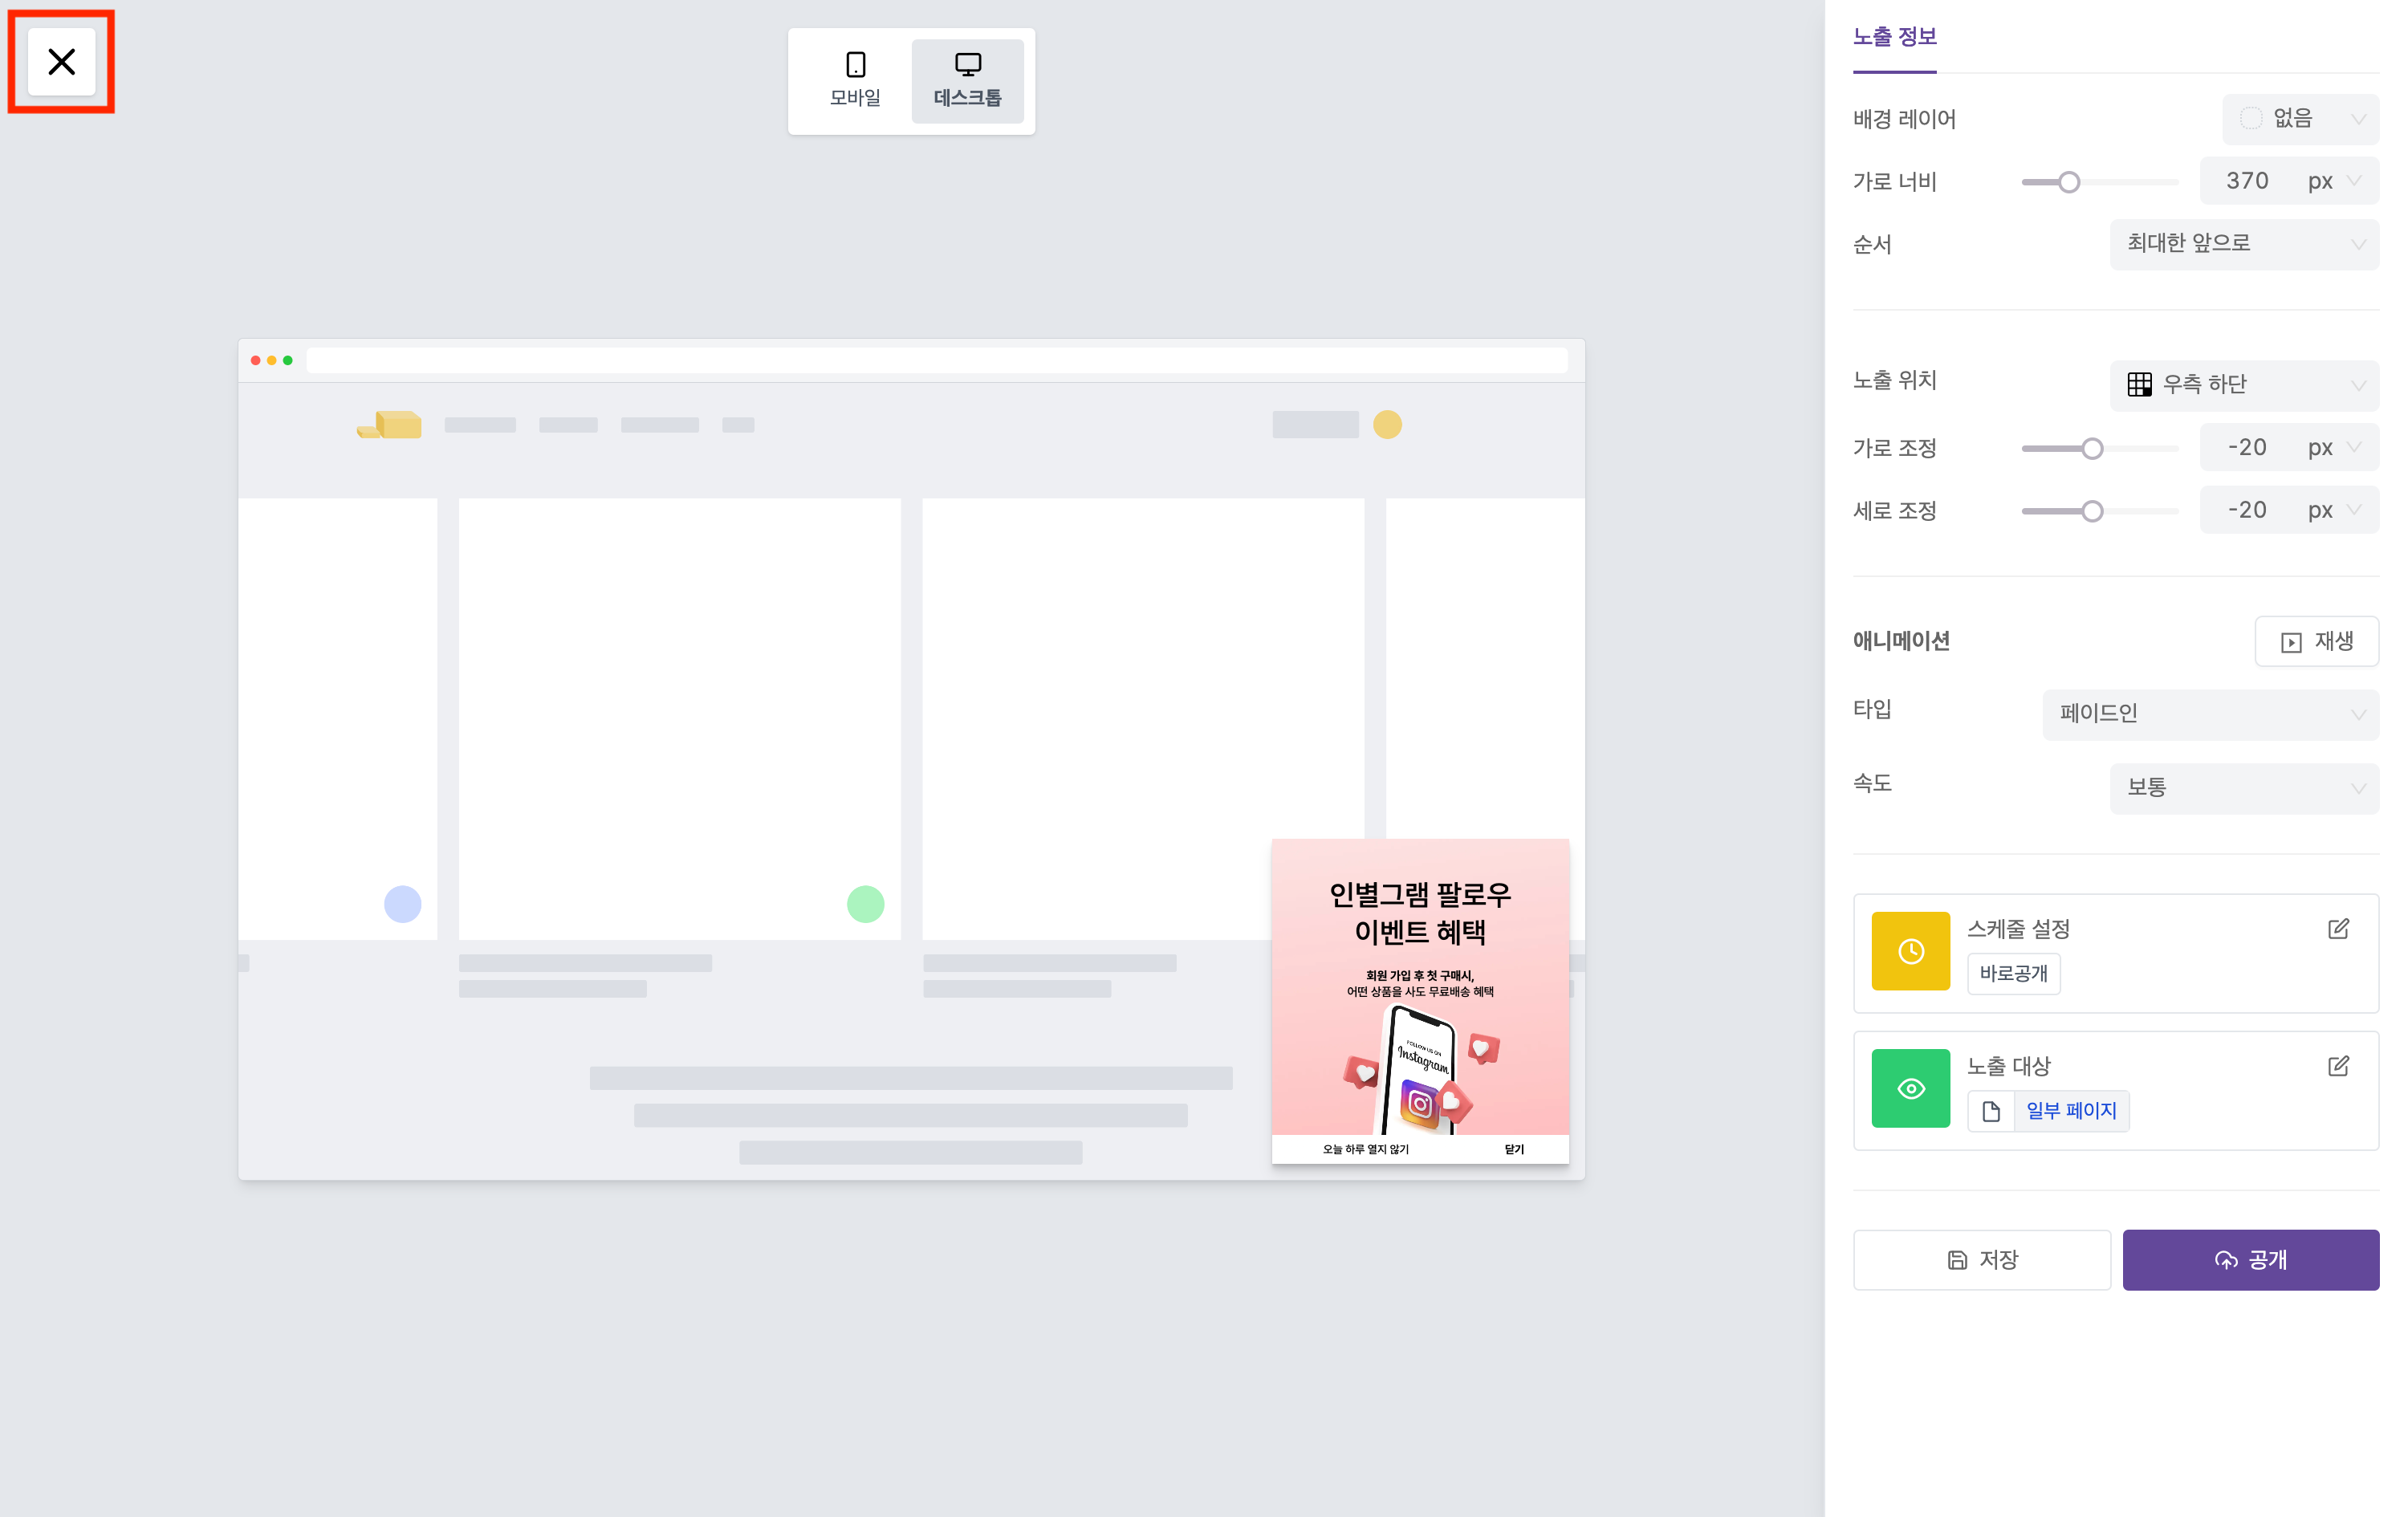 모바일
데스크톱
노출 정보
배경 레이어
없음
가로 너비
370 px
순서
최대한 앞으로
노출 위치
우측 하단
가로 조정
-20 px
세로 조정
-20 px
애니메이션
재생
타입
페이드인
속도
보통
스케줄 설정
바로공개
노출 대상
일부 페이지
저장
공개
인별그램 팔로우
이벤트 혜택
회원 가입 후 첫 구매시,
어떤 상품을 사도 무료배송 혜택
FOLLOW US ON
Instagram
오늘 하루 열지 않기
닫기